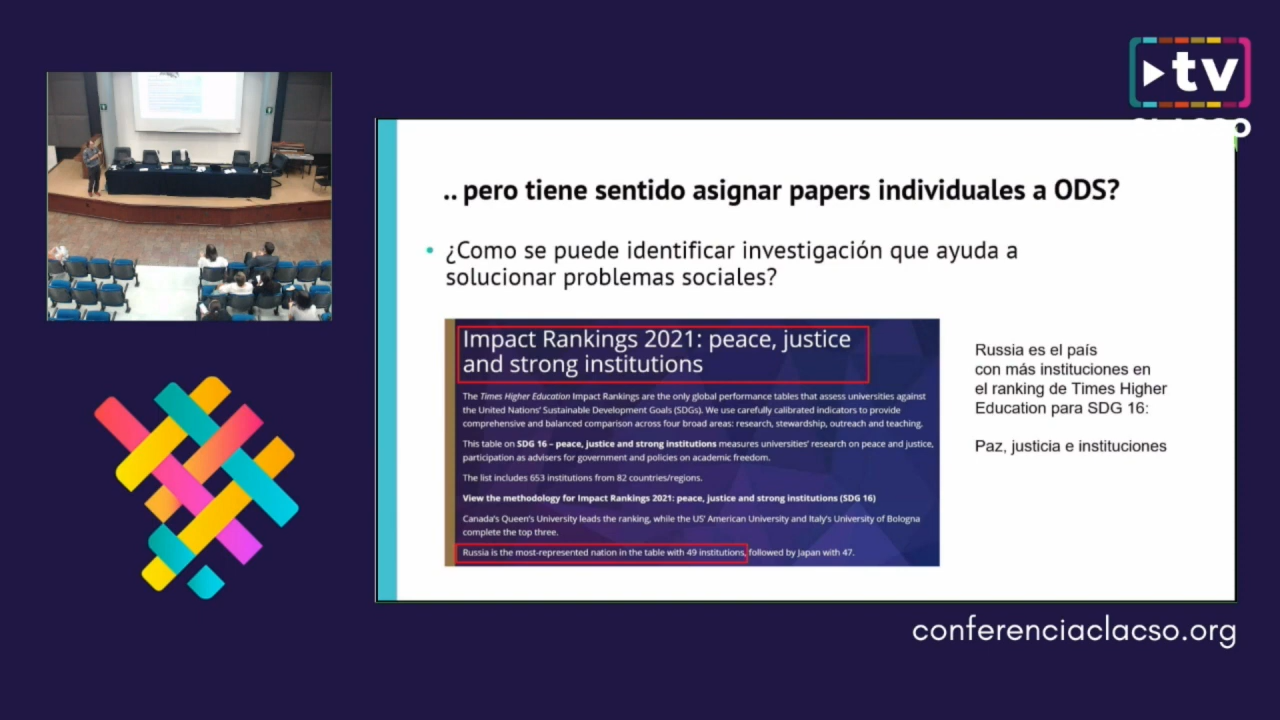 tv
.. pero tiene sentido asignar papers individuales a ODS?
• ¿Como se puede identificar investigación que ayuda a
solucionar problemas sociales?
Impact Rankings 2021: peace, justice
and strong institutions
The Times Higher Education Impact Rankings are the only global performance tables that assess universities against
the United Nations' Sustainable Development Goals (SDGs). We use carefully calibrated indicators to provide
comprehensive and balanced comparison across four broad areas: research, stewardship, outreach and teaching.
This table on SDG 16 – peace, justice and strong institutions measures universities' research on peace and justice,
participation as advisers for government and policies on academic freedom.
The list includes 653 institutions from 82 countries/regions.
View the methodology for Impact Rankings 2021: peace, justice and strong institutions (SDG 16)
Canada's Queen's University leads the ranking, while the US' American University and Italy's University of Bologna
complete the top three.
Russia is the most-represented nation in the table with 49 institutions, followed by Japan with 47.
Russia es el país
con más instituciones en
el ranking de Times Higher
Education para SDG 16:
Paz, justicia e instituciones
conferenciaclacso.org